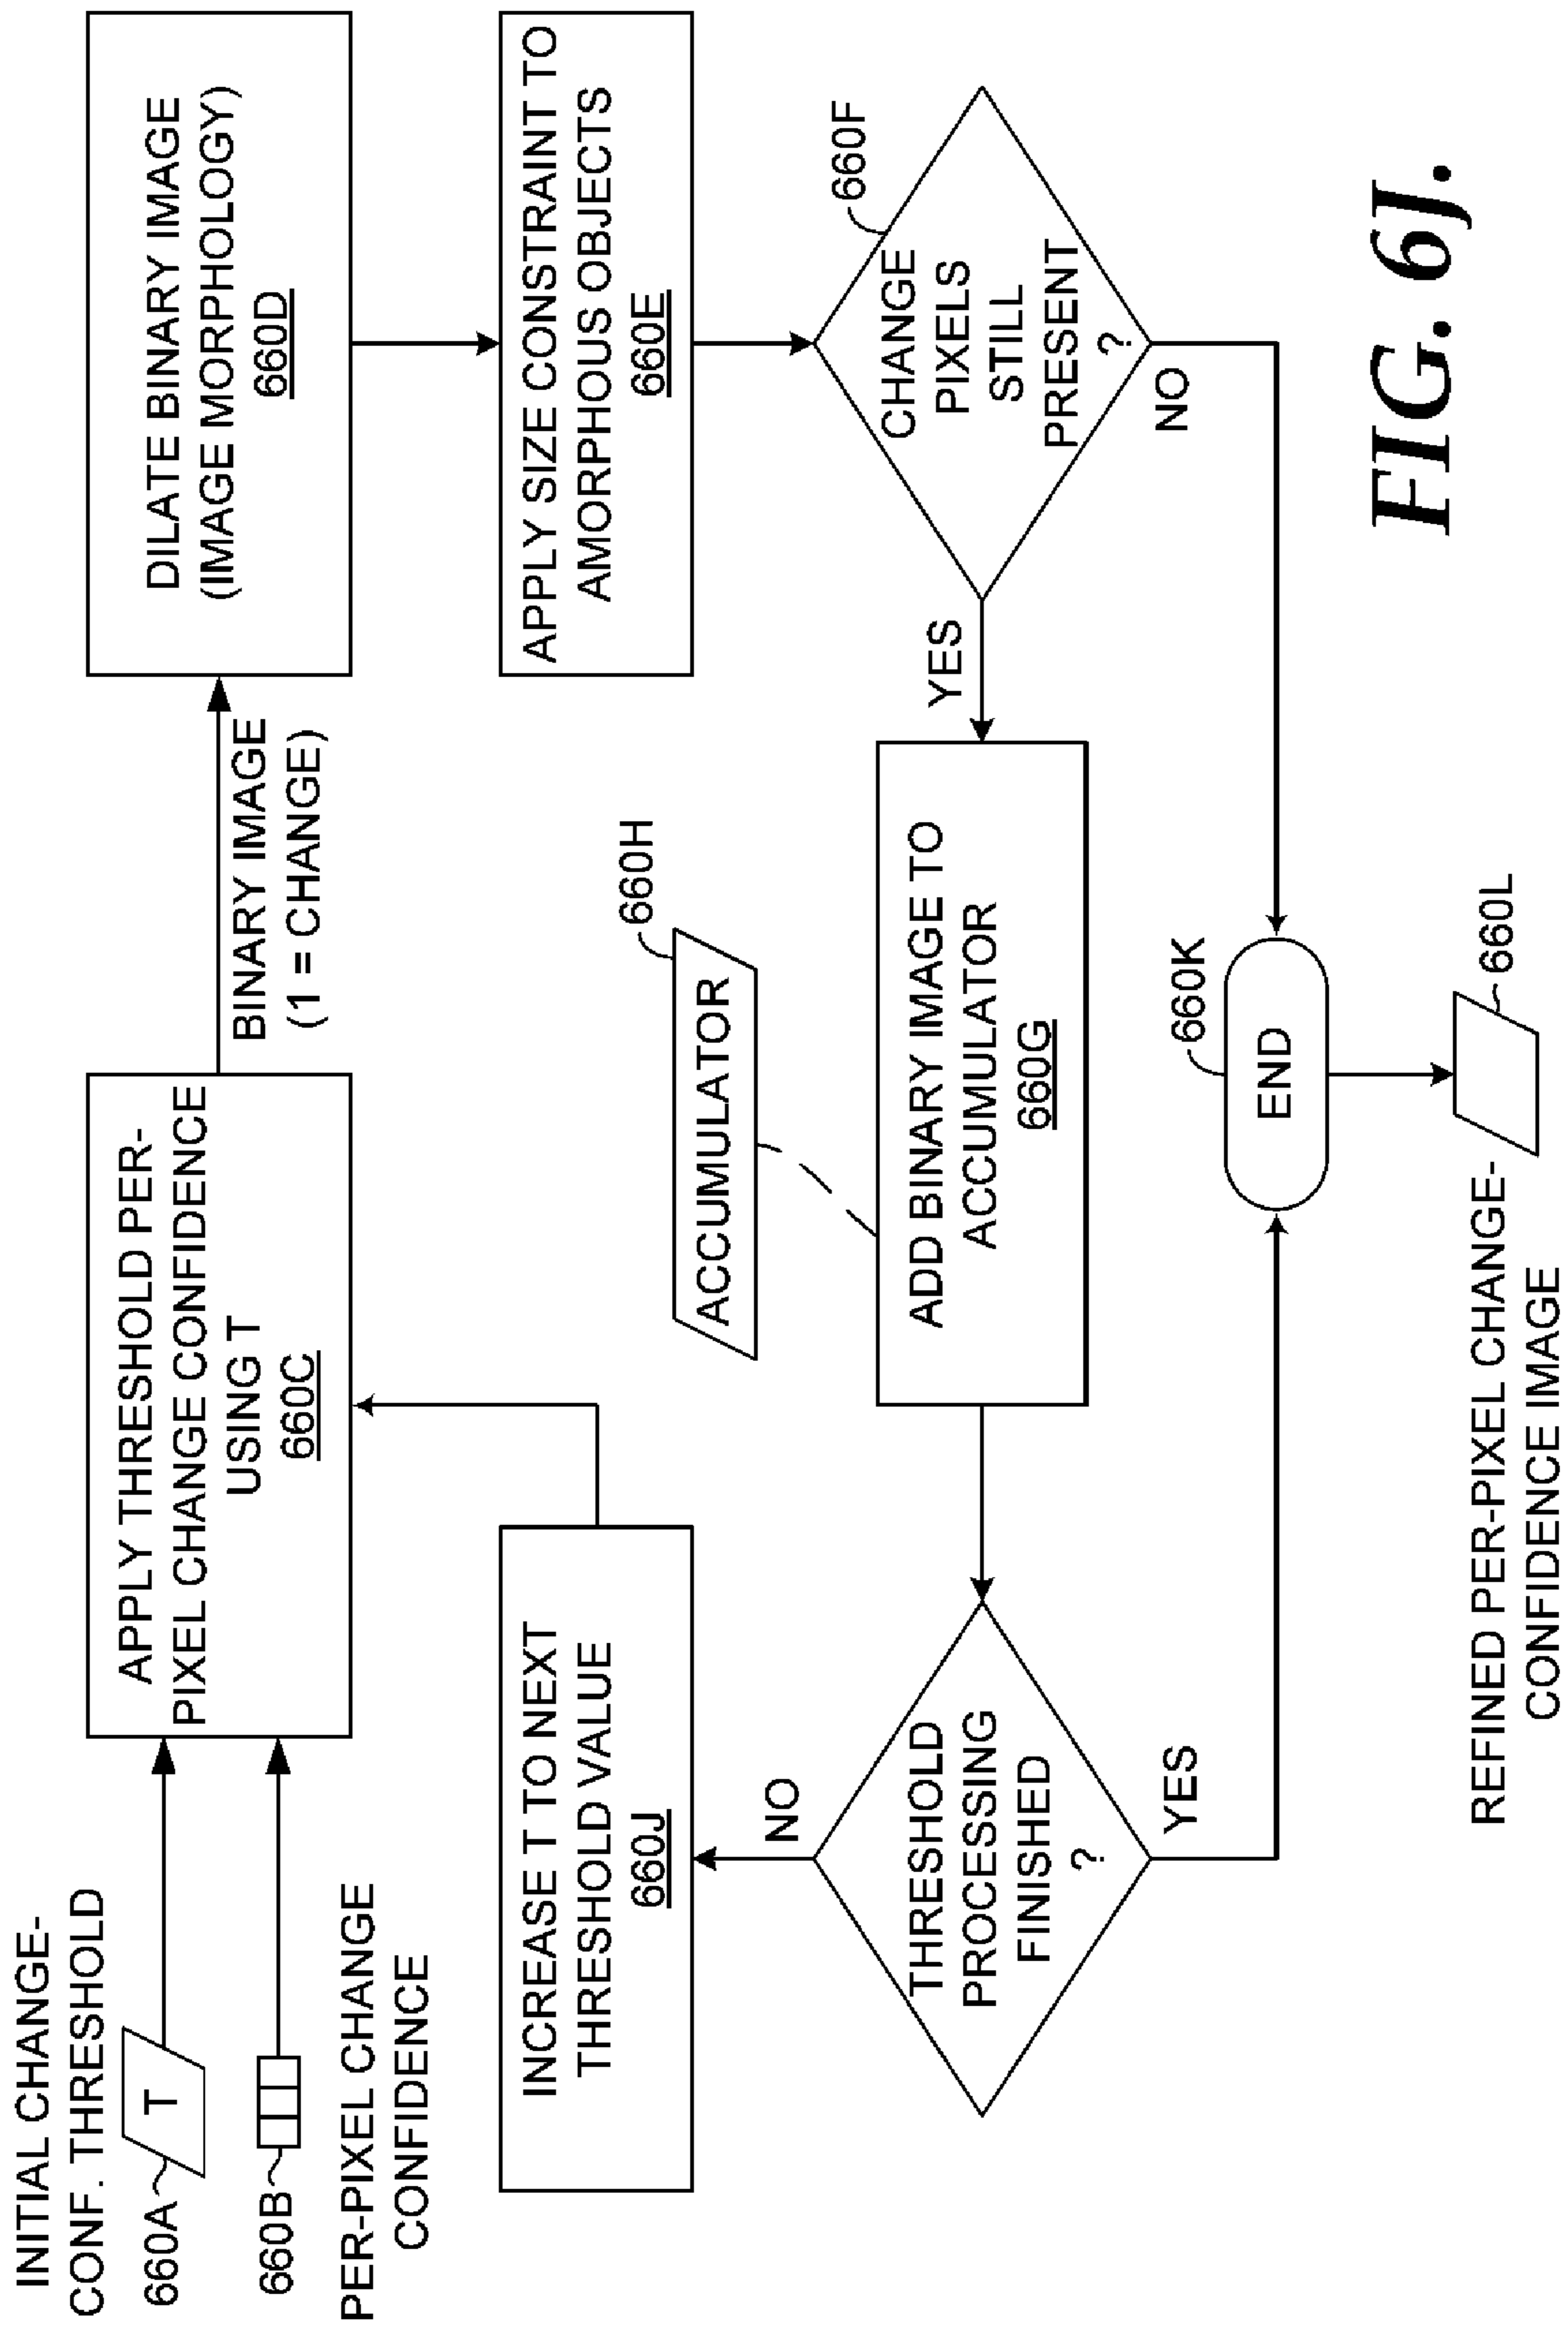 INITIAL CHANGE-
CONF. THRESHOLD
660A
T
660B
PER-PIXEL CHANGE
CONFIDENCE
APPLY THRESHOLD PER-
PIXEL CHANGE CONFIDENCE
USING T
660C
BINARY IMAGE
(1 = CHANGE)
DILATE BINARY IMAGE
(IMAGE MORPHOLOGY)
660D
APPLY SIZE CONSTRAINT TO
AMORPHOUS OBJECTS
660E
660F
CHANGE
PIXELS
STILL
PRESENT
?
YES
NO
660H
ACCUMULATOR
ADD BINARY IMAGE TO
ACCUMULATOR
660G
THRESHOLD
PROCESSING
FINISHED
?
NO
YES
INCREASE T TO NEXT
THRESHOLD VALUE
660J
660K
END
660L
REFINED PER-PIXEL CHANGE-
CONFIDENCE IMAGE
FIG. 6J.